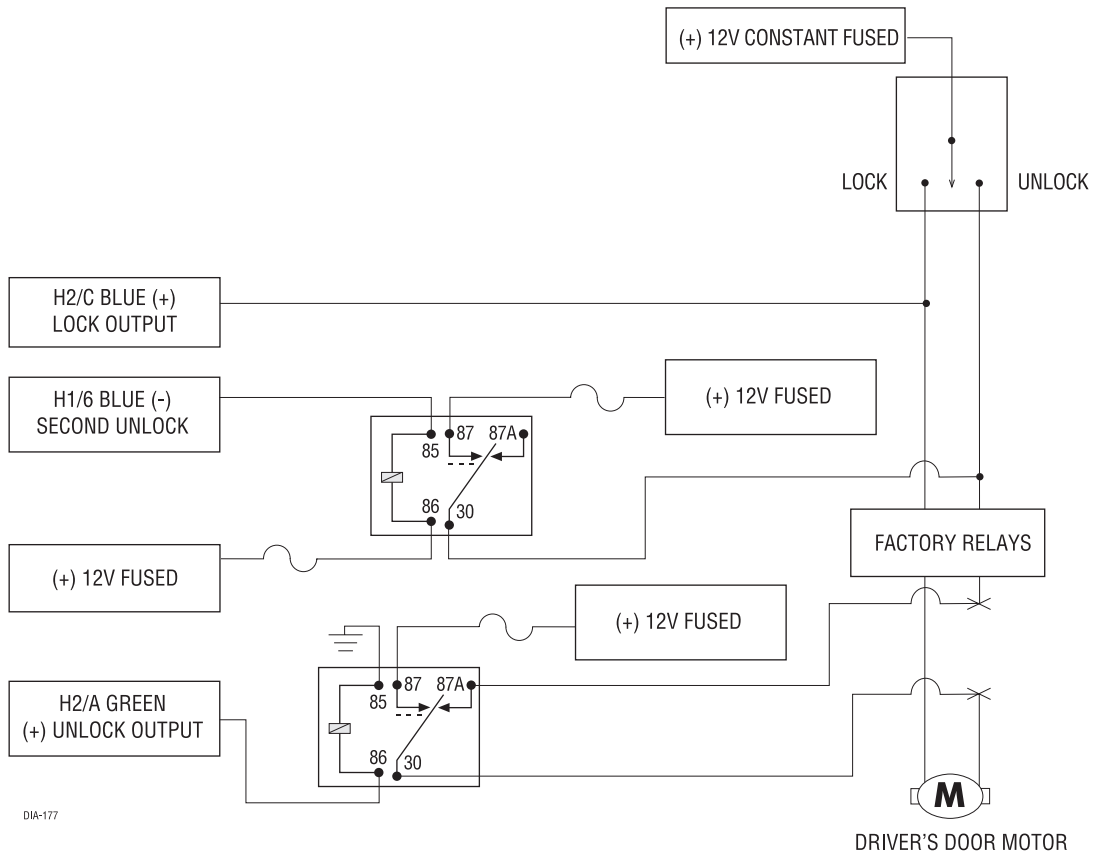 (+) 12V CONSTANT FUSED
LOCK
UNLOCK
H2/C BLUE (+)
LOCK OUTPUT
H1/6 BLUE (-)
SECOND UNLOCK
(+) 12V FUSED
85
87
87A
86
30
FACTORY RELAYS
(+) 12V FUSED
(+) 12V FUSED
85
87
87A
86
30
H2/A GREEN
(+) UNLOCK OUTPUT
M
DIA-177
DRIVER'S DOOR MOTOR